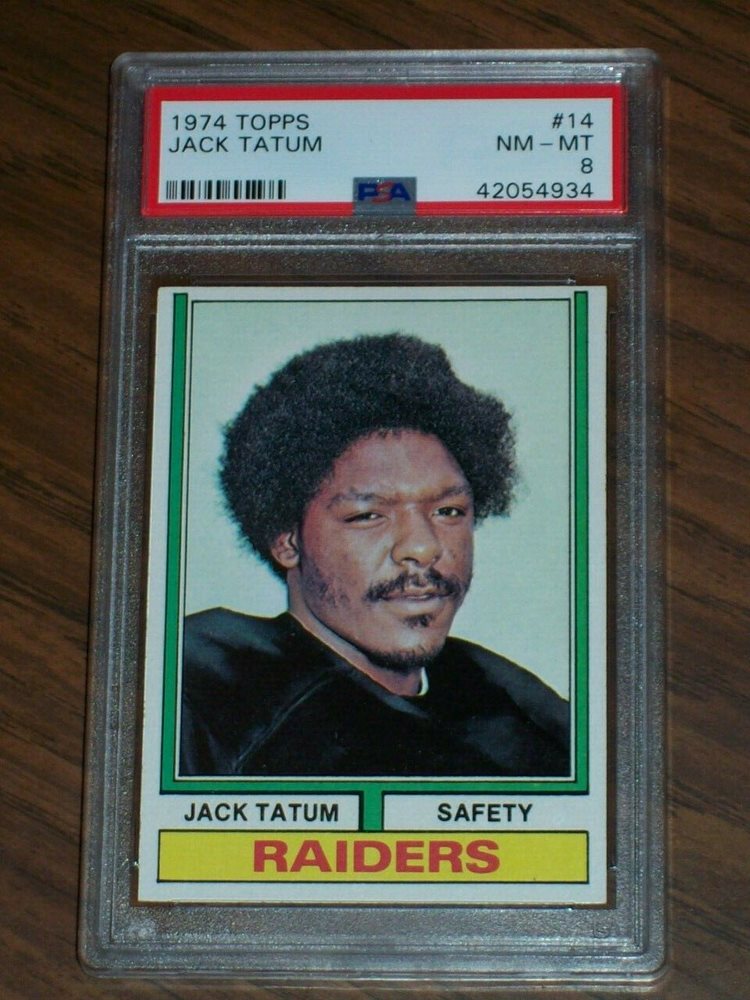 1974 TOPPS #14
JACK TATUM NM - MT
8
PSA 42054934
JACK TATUM SAFETY
RAIDERS